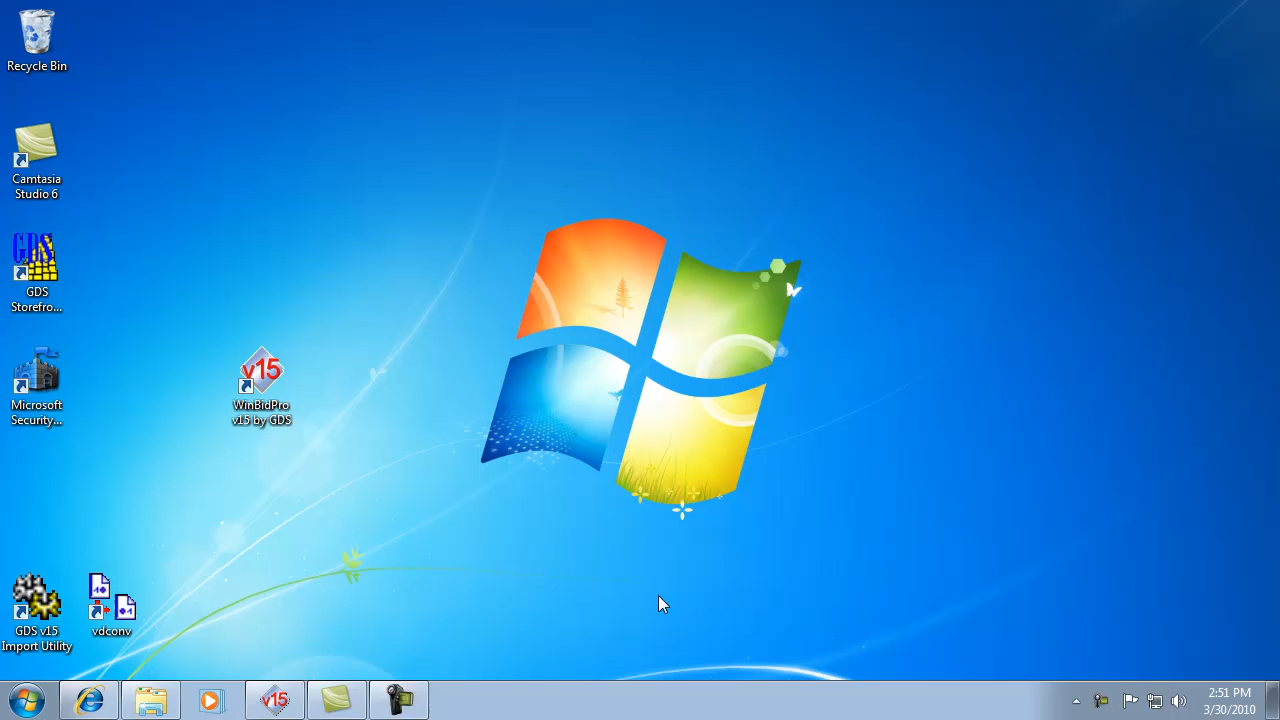 Recycle Bin
Camtasia
Studio 6
GDS
GDS
Storefro...
Microsoft
Security...
v15
WinBidPro
v15 by GDS
GDS v15
Import Utility
vdconv
v15
2:51 PM
3/30/2010